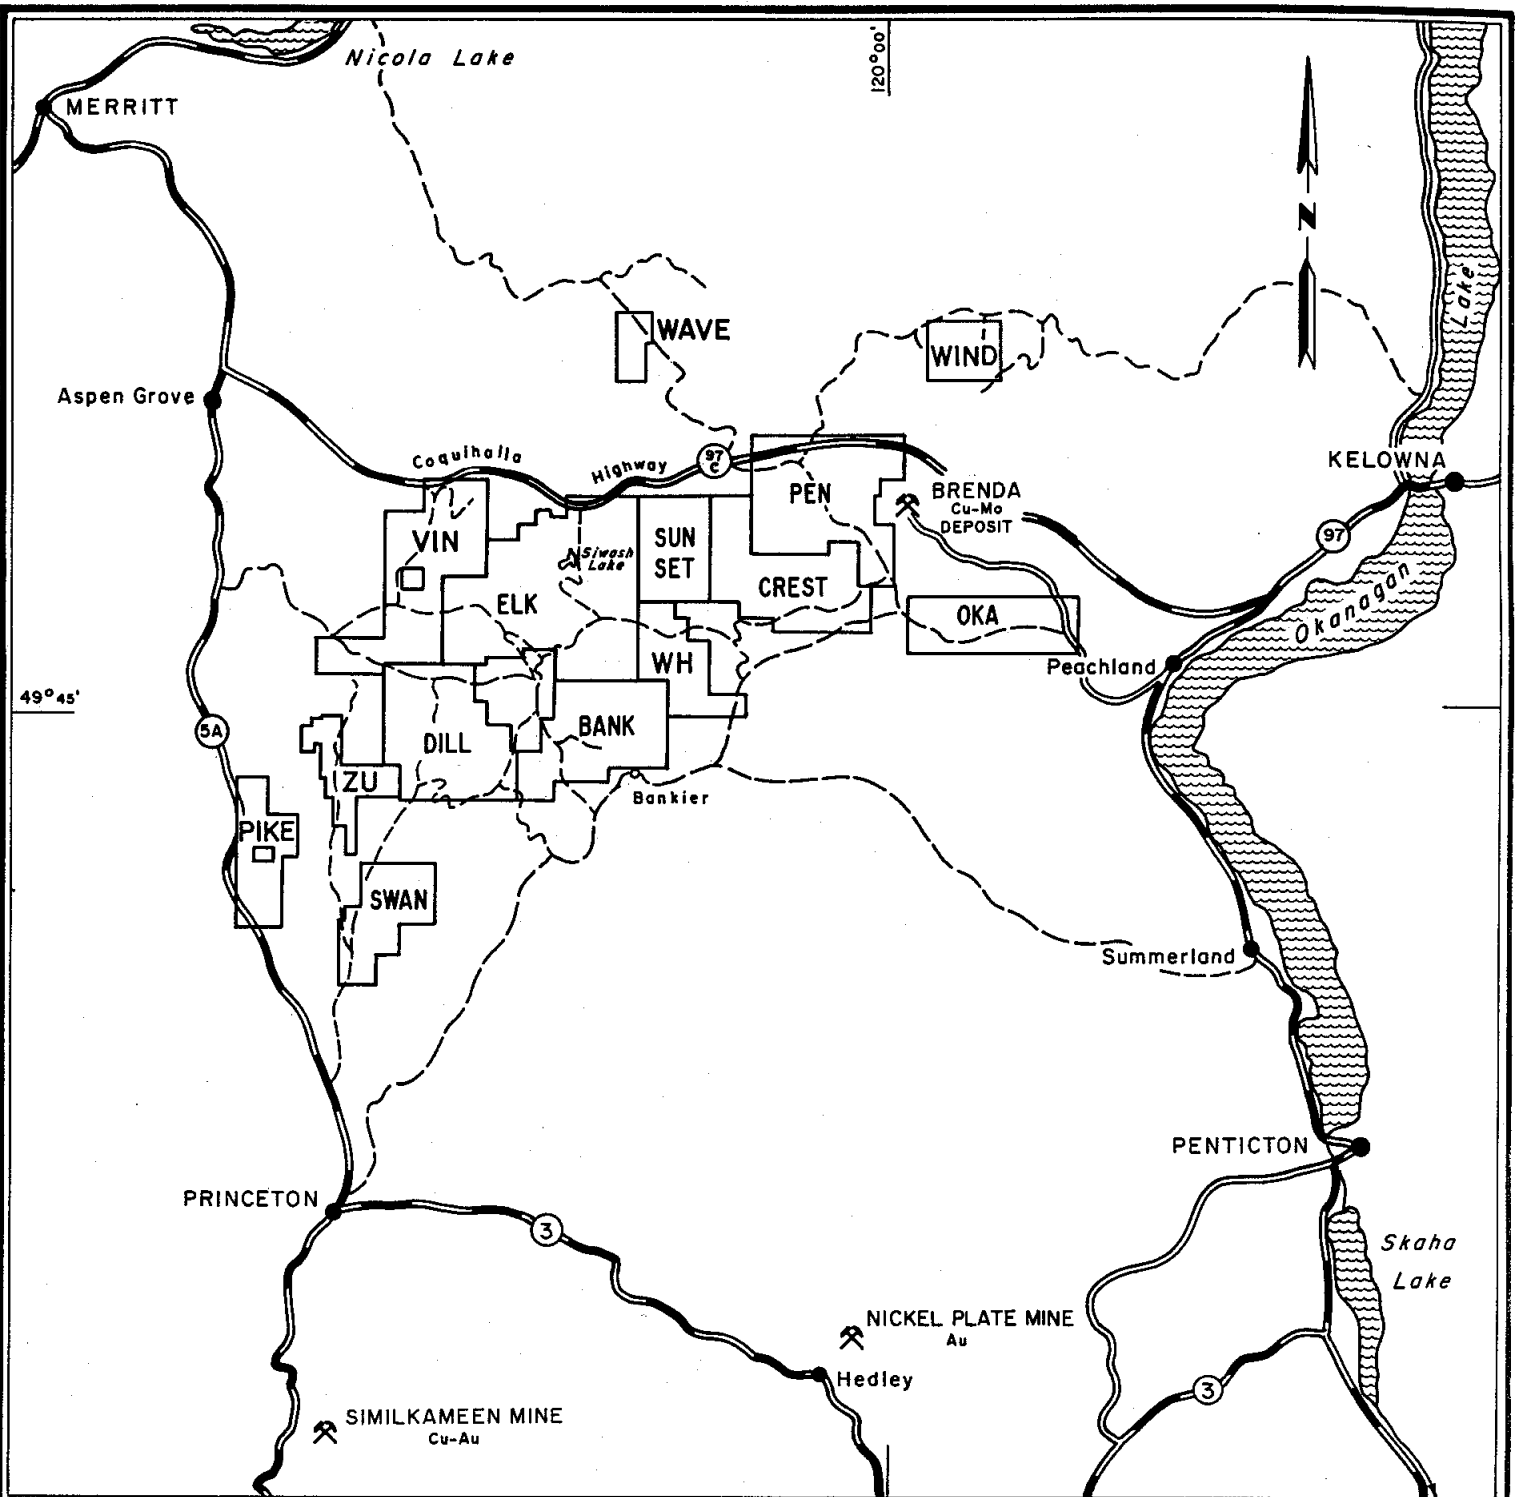 Nicola Lake
120°00'
MERRITT
N
Lake
WAVE
WIND
Aspen Grove
Coquihalla
Highway
97
C
KELOWNA
PEN
BRENDA
Cu-Mo
DEPOSIT
97
VIN
SUN
SET
Siwash
Lake
CREST
ELK
OKA
Okanagan
WH
Peachland
49°45'
5A
DILL
BANK
ZU
Bankier
PIKE
SWAN
Summerland
PENTICTON
PRINCETON
3
Skaha
Lake
NICKEL PLATE MINE
Au
Hedley
3
SIMILKAMEEN MINE
Cu-Au